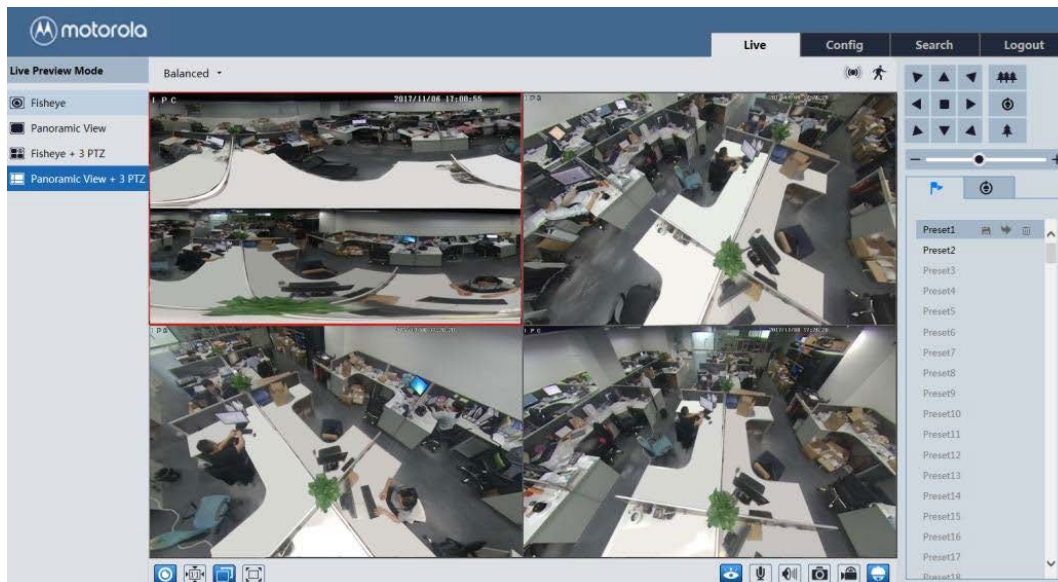 motorola
Live Config Search Logout
Live Preview Mode
Balanced
Fisheye
Panoramic View
Fisheye + 3 PTZ
Panoramic View + 3 PTZ
IPC 2017/11/06 17:00:55
IPC
IPC
IPC
Preset1
Preset2
Preset3
Preset4
Preset5
Preset6
Preset7
Preset8
Preset9
Preset10
Preset11
Preset12
Preset13
Preset14
Preset15
Preset16
Preset17
Preset18